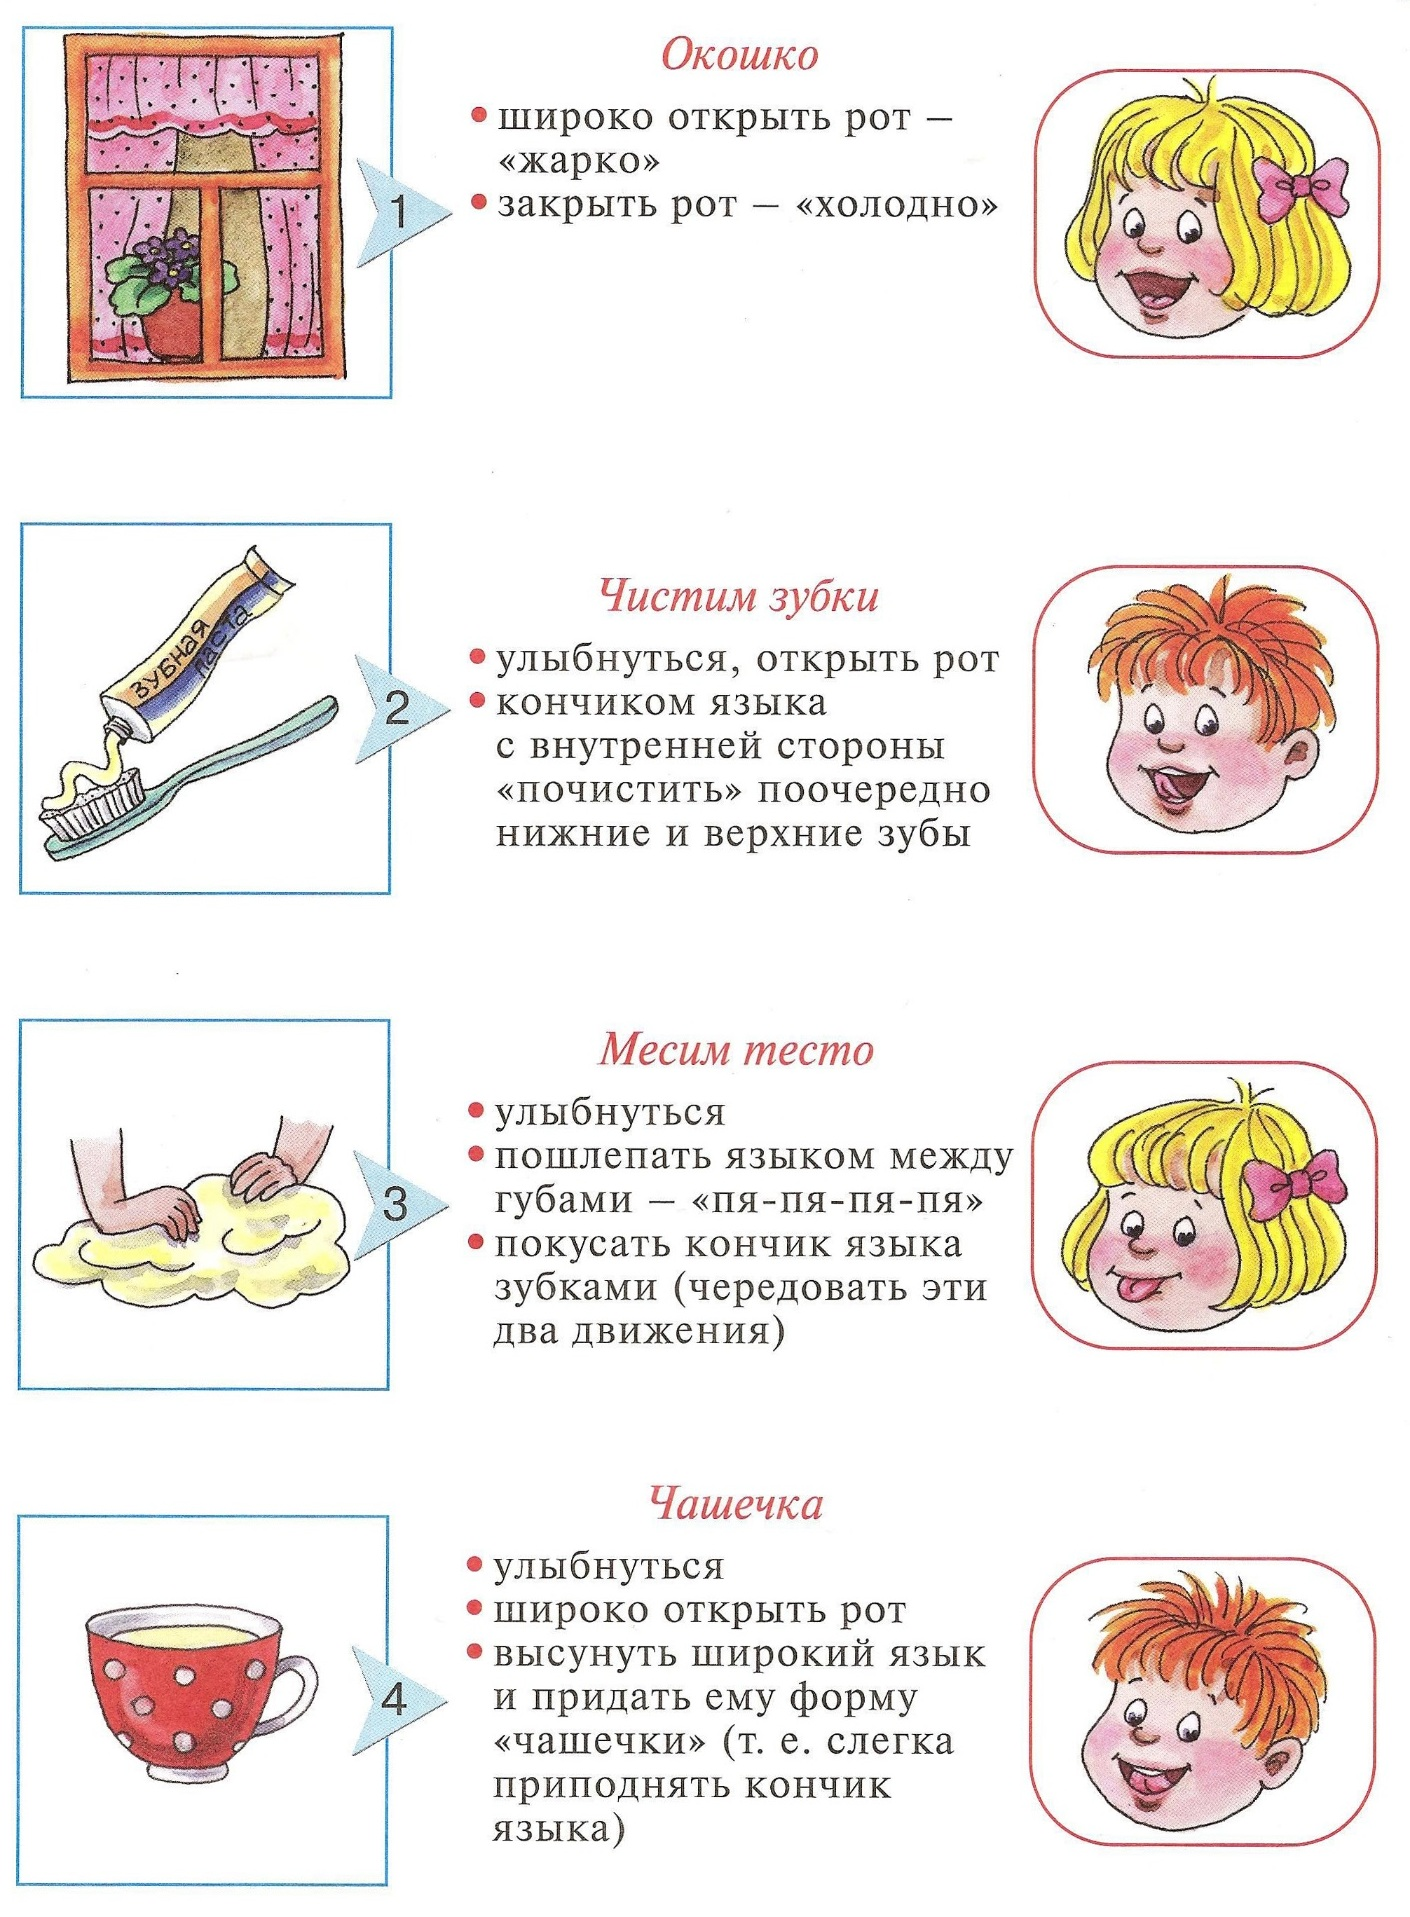 Окошко
• широко открыть рот –
«жарко»
• закрыть рот – «холодно»
1
Чистим зубки
• улыбнуться, открыть рот
• кончиком языка
с внутренней стороны
«почистить» поочередно
нижние и верхние зубы
ЗУБНАЯ
паста
2
Месим тесто
• улыбнуться
• пошлепать языком между
губами – «пя-пя-пя-пя»
• покусать кончик языка
зубками (чередовать эти
два движения)
3
Чашечка
• улыбнуться
• широко открыть рот
• высунуть широкий язык
и придать ему форму
«чашечки» (т. е. слегка
приподнять кончик
языка)
4